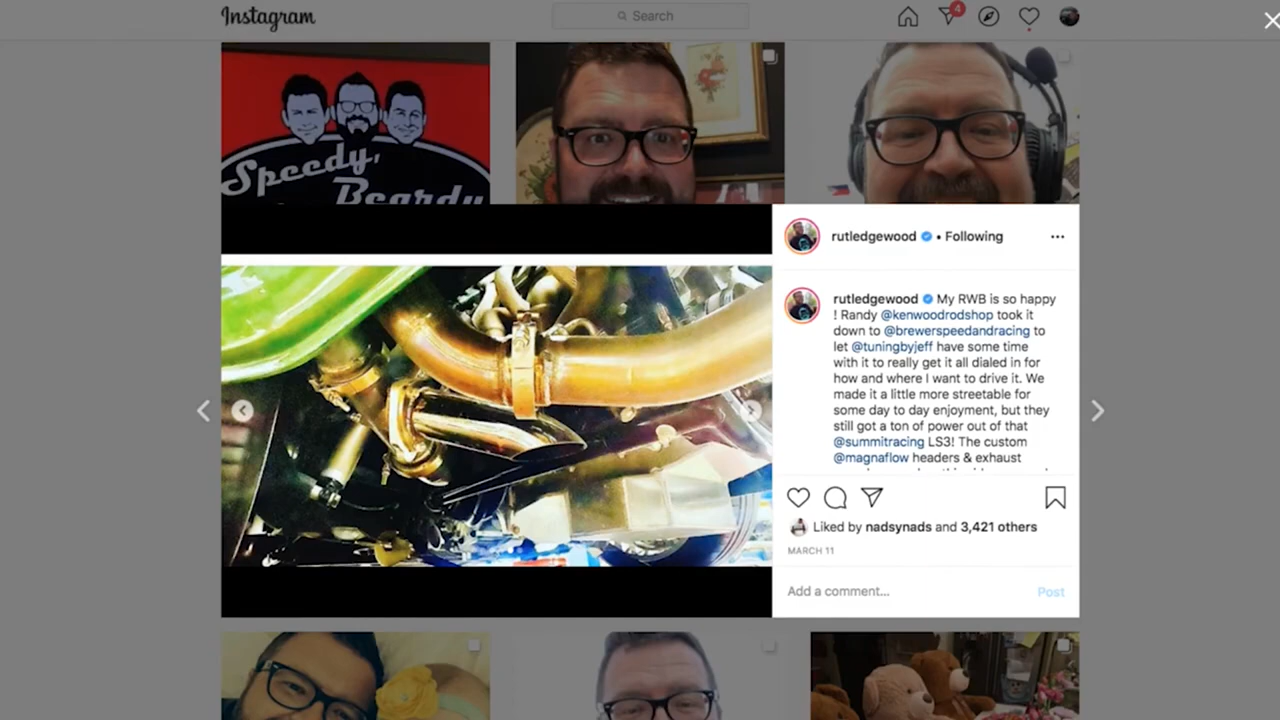 Instagram
Search
4
Speedy,
Beardy
rutledgewood • Following
rutledgewood My RWB is so happy
! Randy @kenwoodrodshop took it
down to @brewerspeedandracing to
let @tuningbyjeff have some time
with it to really get it all dialed in for
how and where I want to drive it. We
made it a little more streetable for
some day to day enjoyment, but they
still got a ton of power out of that
@summitracing LS3! The custom
@magnaflow headers & exhaust
Liked by nadsynads and 3,421 others
MARCH 11
Add a comment...
Post